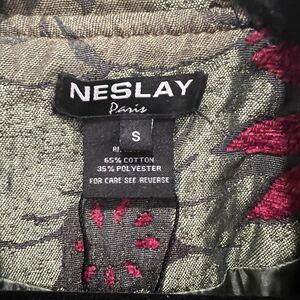 NESLAY
Paris
S
65% COTTON
35% POLYESTER
FOR CARE SEE REVERSE